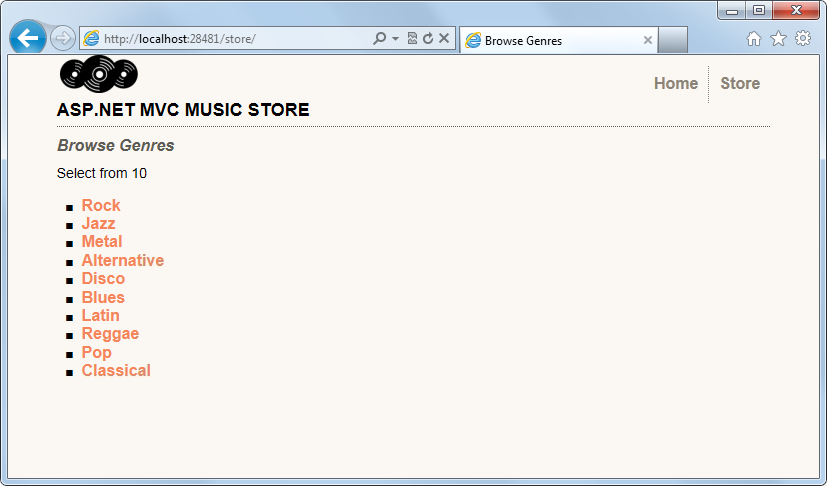 http://localhost:28481/store/
Browse Genres
Home
Store
ASP.NET MVC MUSIC STORE
Browse Genres
Select from 10
Rock
Jazz
Metal
Alternative
Disco
Blues
Latin
Reggae
Pop
Classical